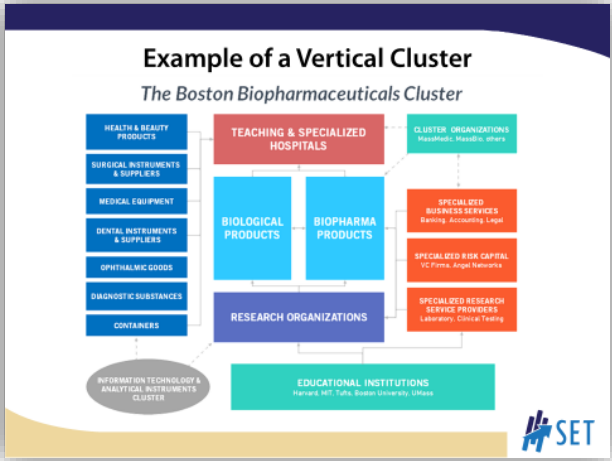 Example of a Vertical Cluster
The Boston Biopharmaceuticals Cluster
HEALTH & BEAUTY
PRODUCTS
SURGICAL INSTRUMENTS
& SUPPLIERS
MEDICAL EQUIPMENT
DENTAL INSTRUMENTS
& SUPPLIERS
OPHTHALMIC GOODS
DIAGNOSTIC SUBSTANCES
CONTAINERS
INFORMATION TECHNOLOGY &
ANALYTICAL INSTRUMENTS
CLUSTER
TEACHING & SPECIALIZED
HOSPITALS
BIOLOGICAL
PRODUCTS
BIOPHARMA
PRODUCTS
RESEARCH ORGANIZATIONS
EDUCATIONAL INSTITUTIONS
Harvard, MIT, Tufts, Boston University, UMass
CLUSTER ORGANIZATIONS
MassMedic, MassBio, others
SPECIALIZED
BUSINESS SERVICES
Banking, Accounting, Legal
SPECIALIZED RISK CAPITAL
VC Firms, Angel Networks
SPECIALIZED RESEARCH
SERVICE PROVIDERS
Laboratory, Clinical Testing
SET